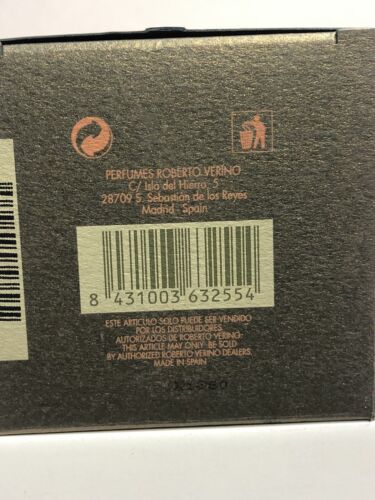 PERFUMES ROBERTO VERINO
C/ Isla del Hierro, 5
28709 S. Sebastián de los Reyes
Madrid - Spain
8 431003 632554
ESTE ARTICULO SOLO PUEDE SER VENDIDO
POR LOS DISTRIBUIDORES
AUTORIZADOS DE ROBERTO VERINO·
THIS ARTICLE MAY ONLY BE SOLD
BY AUTHORIZED ROBERTO VERINO DEALERS.
MADE IN SPAIN